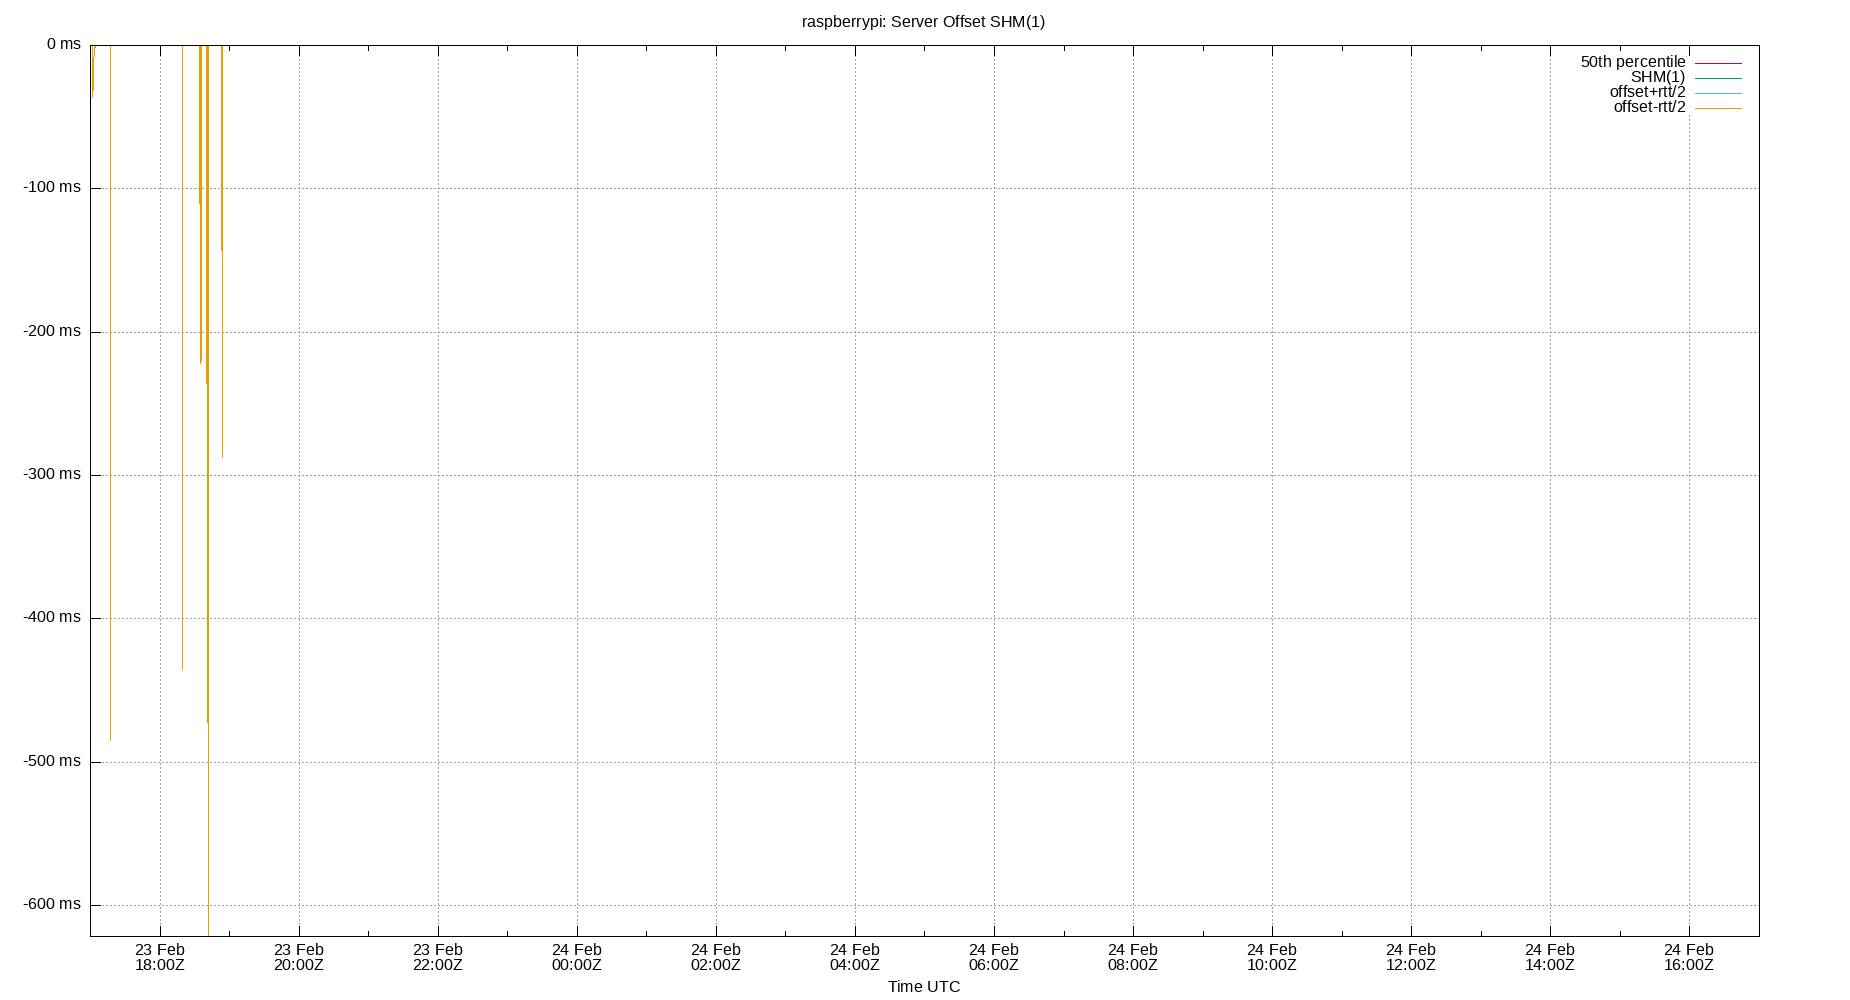 raspberrypi: Server Offset SHM(1)
0 ms
-100 ms
-200 ms
-300 ms
-400 ms
-500 ms
-600 ms
50th percentile
SHM(1)
offset+rtt/2
offset-rtt/2
23 Feb 23 Feb 23 Feb 24 Feb 24 Feb 24 Feb 24 Feb 24 Feb 24 Feb 24 Feb 24 Feb 24 Feb
18:00Z 20:00Z 22:00Z 00:00Z 02:00Z 04:00Z 06:00Z 08:00Z 10:00Z 12:00Z 14:00Z 16:00Z
Time UTC